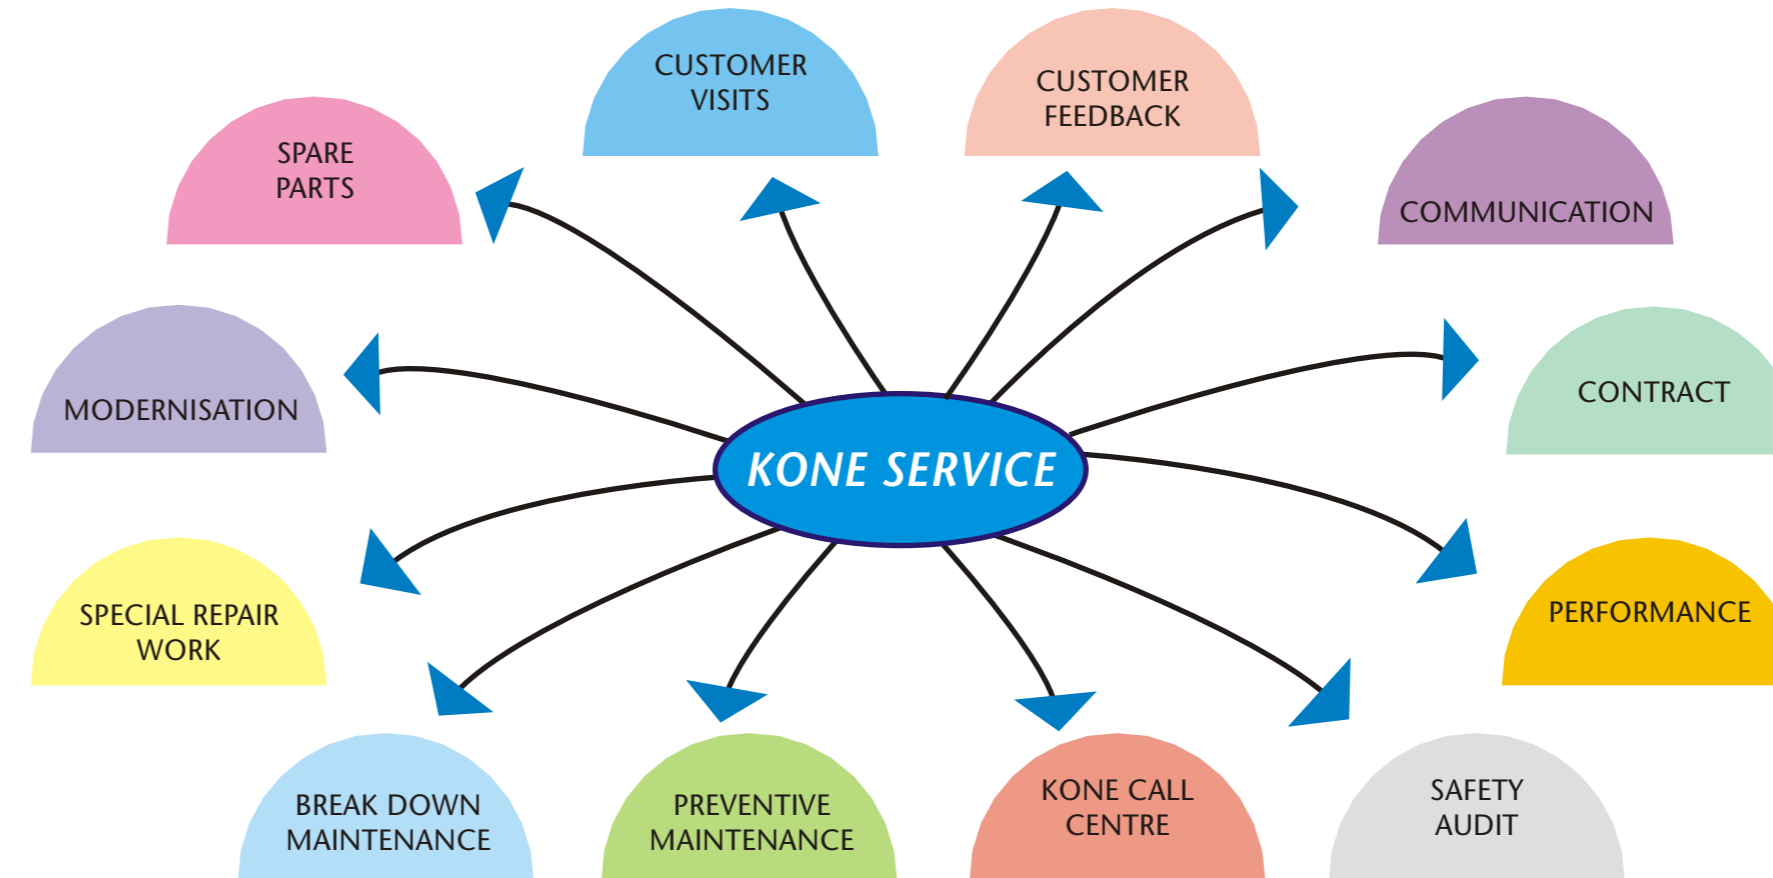 CUSTOMER
VISITS
CUSTOMER
FEEDBACK
SPARE
PARTS
COMMUNICATION
MODERNISATION
CONTRACT
KONE SERVICE
SPECIAL REPAIR
WORK
PERFORMANCE
BREAK DOWN
MAINTENANCE
PREVENTIVE
MAINTENANCE
KONE CALL
CENTRE
SAFETY
AUDIT